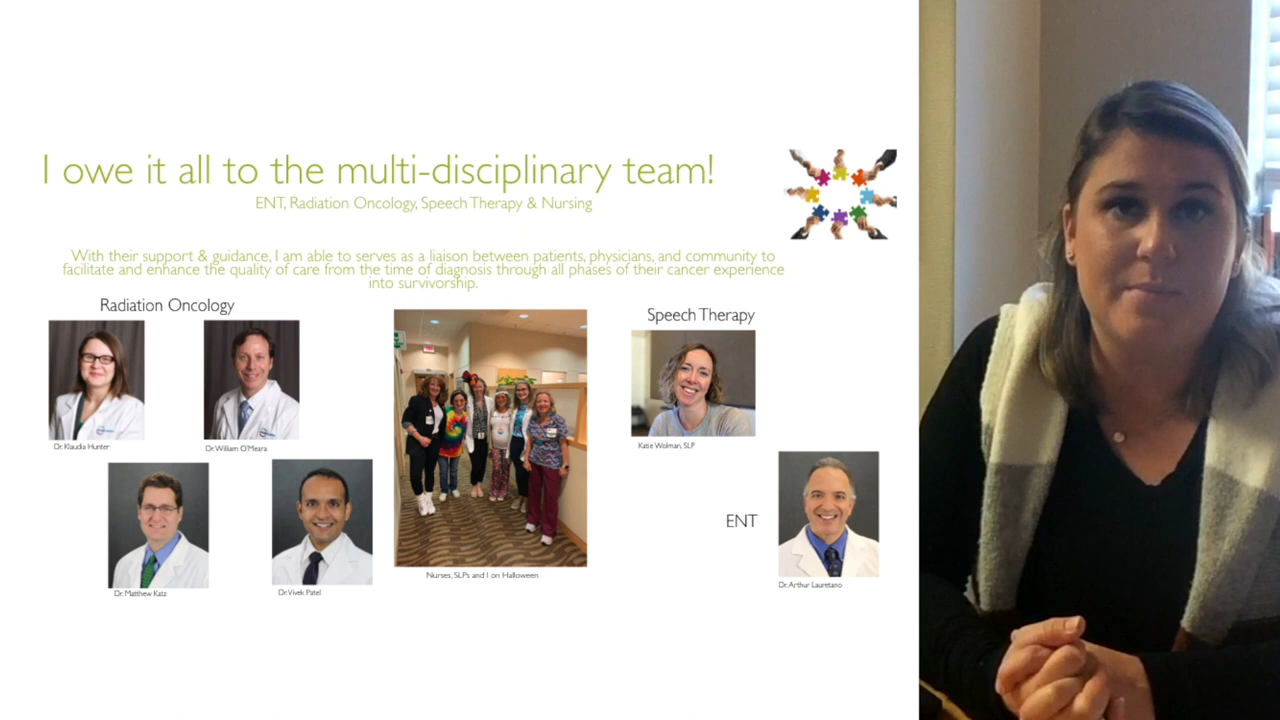 I owe it all to the multi-disciplinary team!
ENT, Radiation Oncology, Speech Therapy & Nursing
With their support & guidance, I am able to serves as a liaison between patients, physicians, and community to
facilitate and enhance the quality of care from the time of diagnosis through all phases of their cancer experience
into survivorship.
Radiation Oncology
Speech Therapy
Dr. Klaudia Hunter
Dr. William O'Meara
Katie Wolman, SLP
ENT
Nurses, SLPs and I on Halloween
Dr. Matthew Katz
Dr. Vivek Patel
Dr. Arthur Lauretano